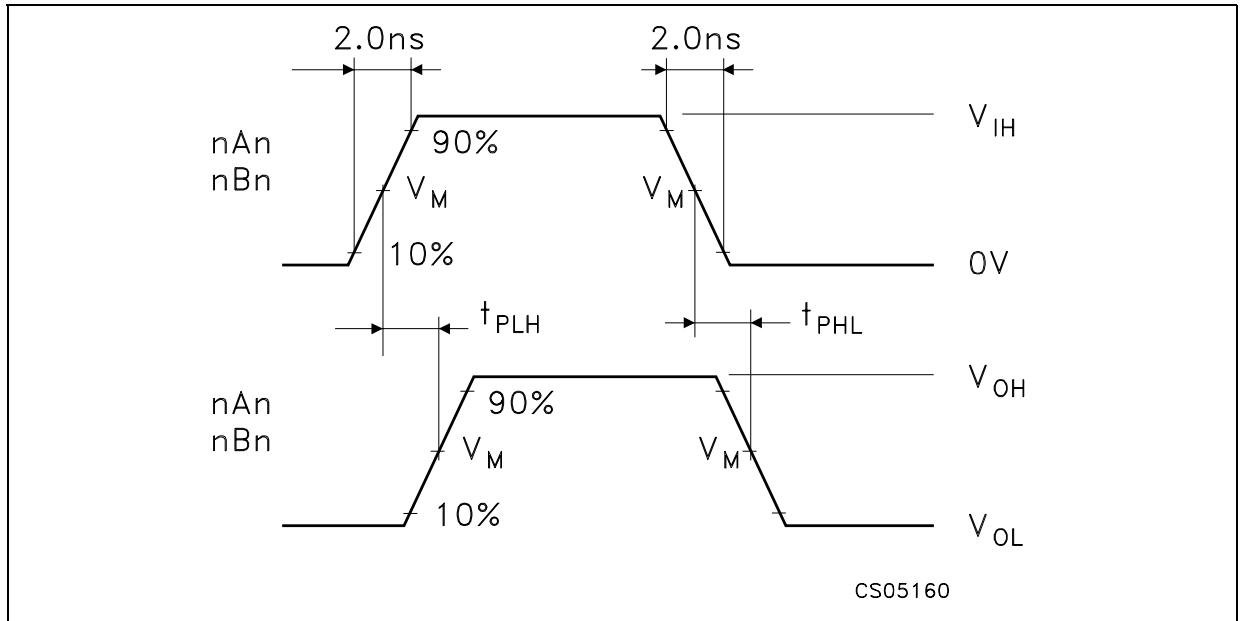 2.0ns 2.0ns
V_IH
nAn
nBn
90%
V_M V_M
10%
0V
t_PLH t_PHL
V_OH
nAn
nBn
90%
V_M V_M
10%
V_OL
CS05160